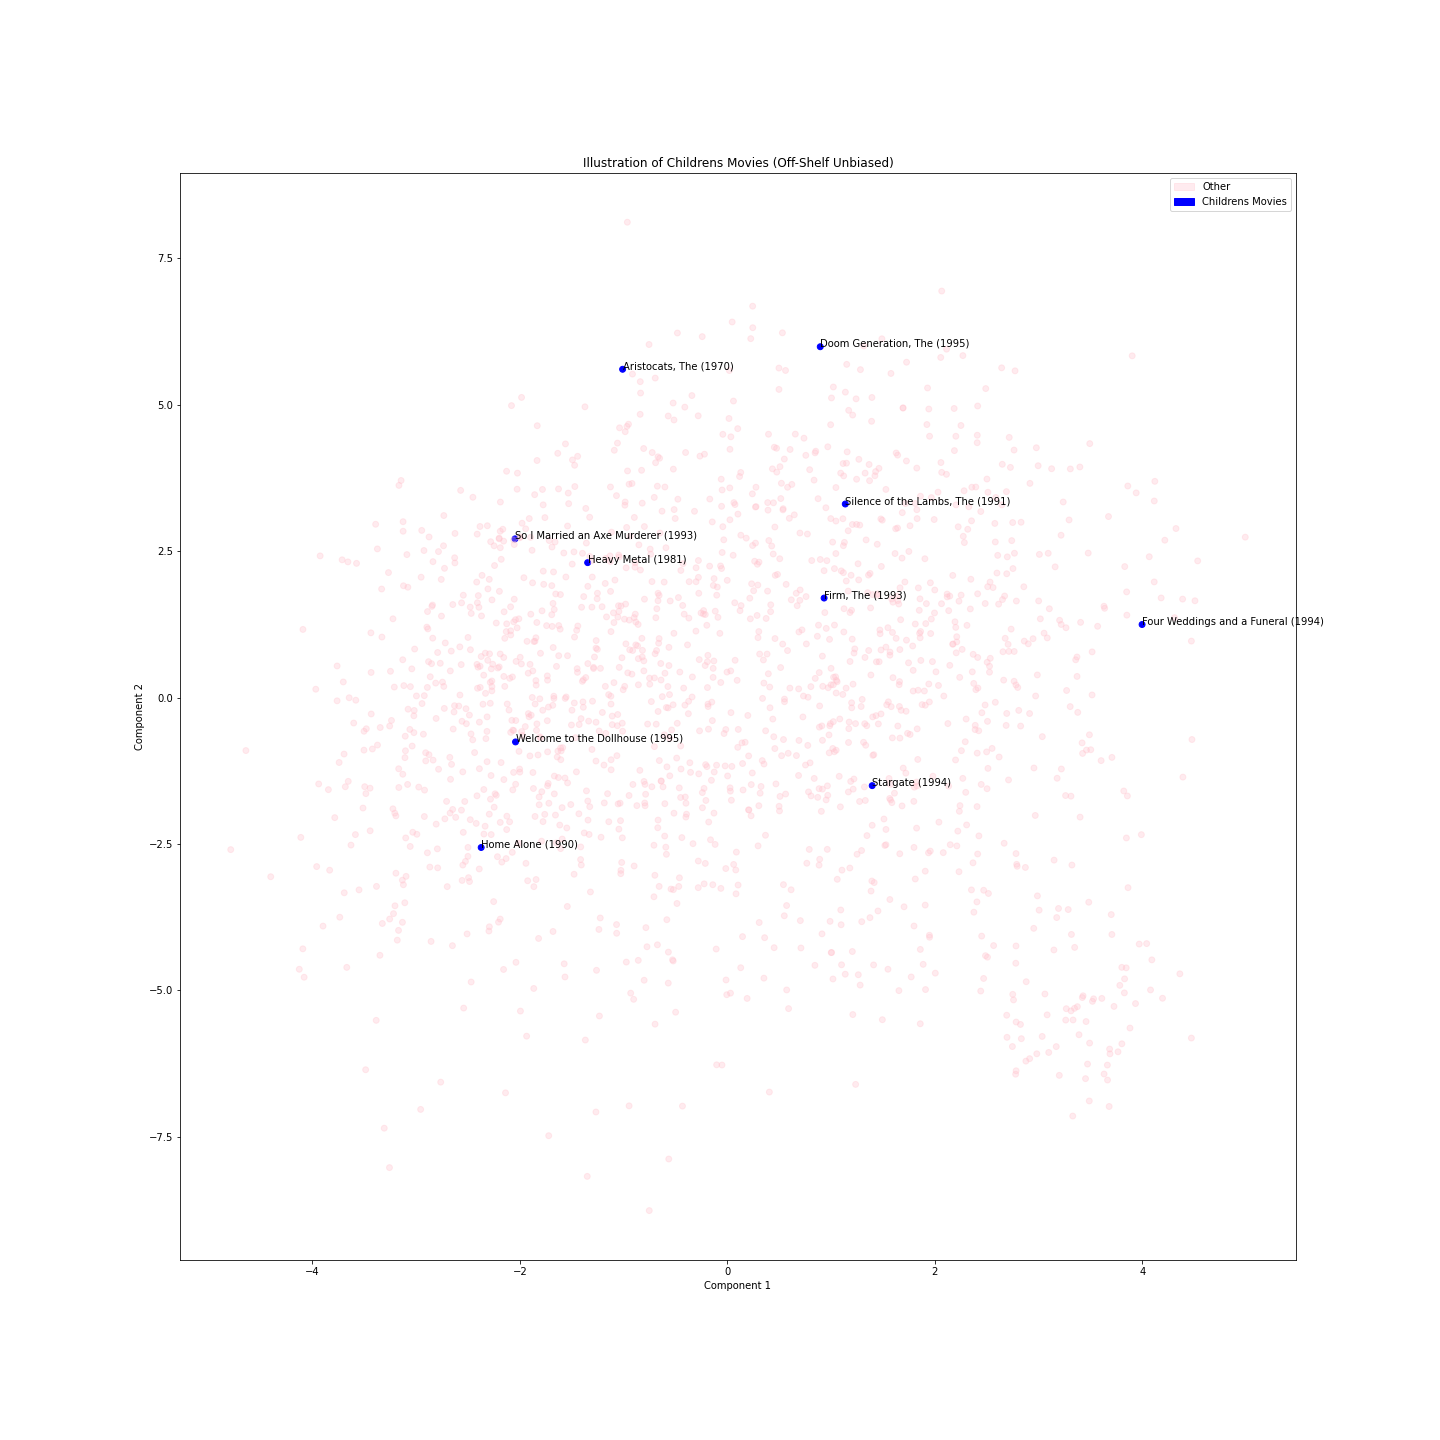 Illustration of Childrens Movies (Off-Shelf Unbiased)
Other
Childrens Movies
7.5
Doom Generation, The (1995)
Aristocats, The (1970)
5.0
Silence of the Lambs, The (1991)
So I Married an Axe Murderer (1993)
2.5
Heavy Metal (1981)
Firm, The (1993)
Four Weddings and a Funeral (1994)
0.0
Component 2
Welcome to the Dollhouse (1995)
Stargate (1994)
−2.5
Home Alone (1990)
−5.0
−7.5
−4 −2 0 2 4
Component 1